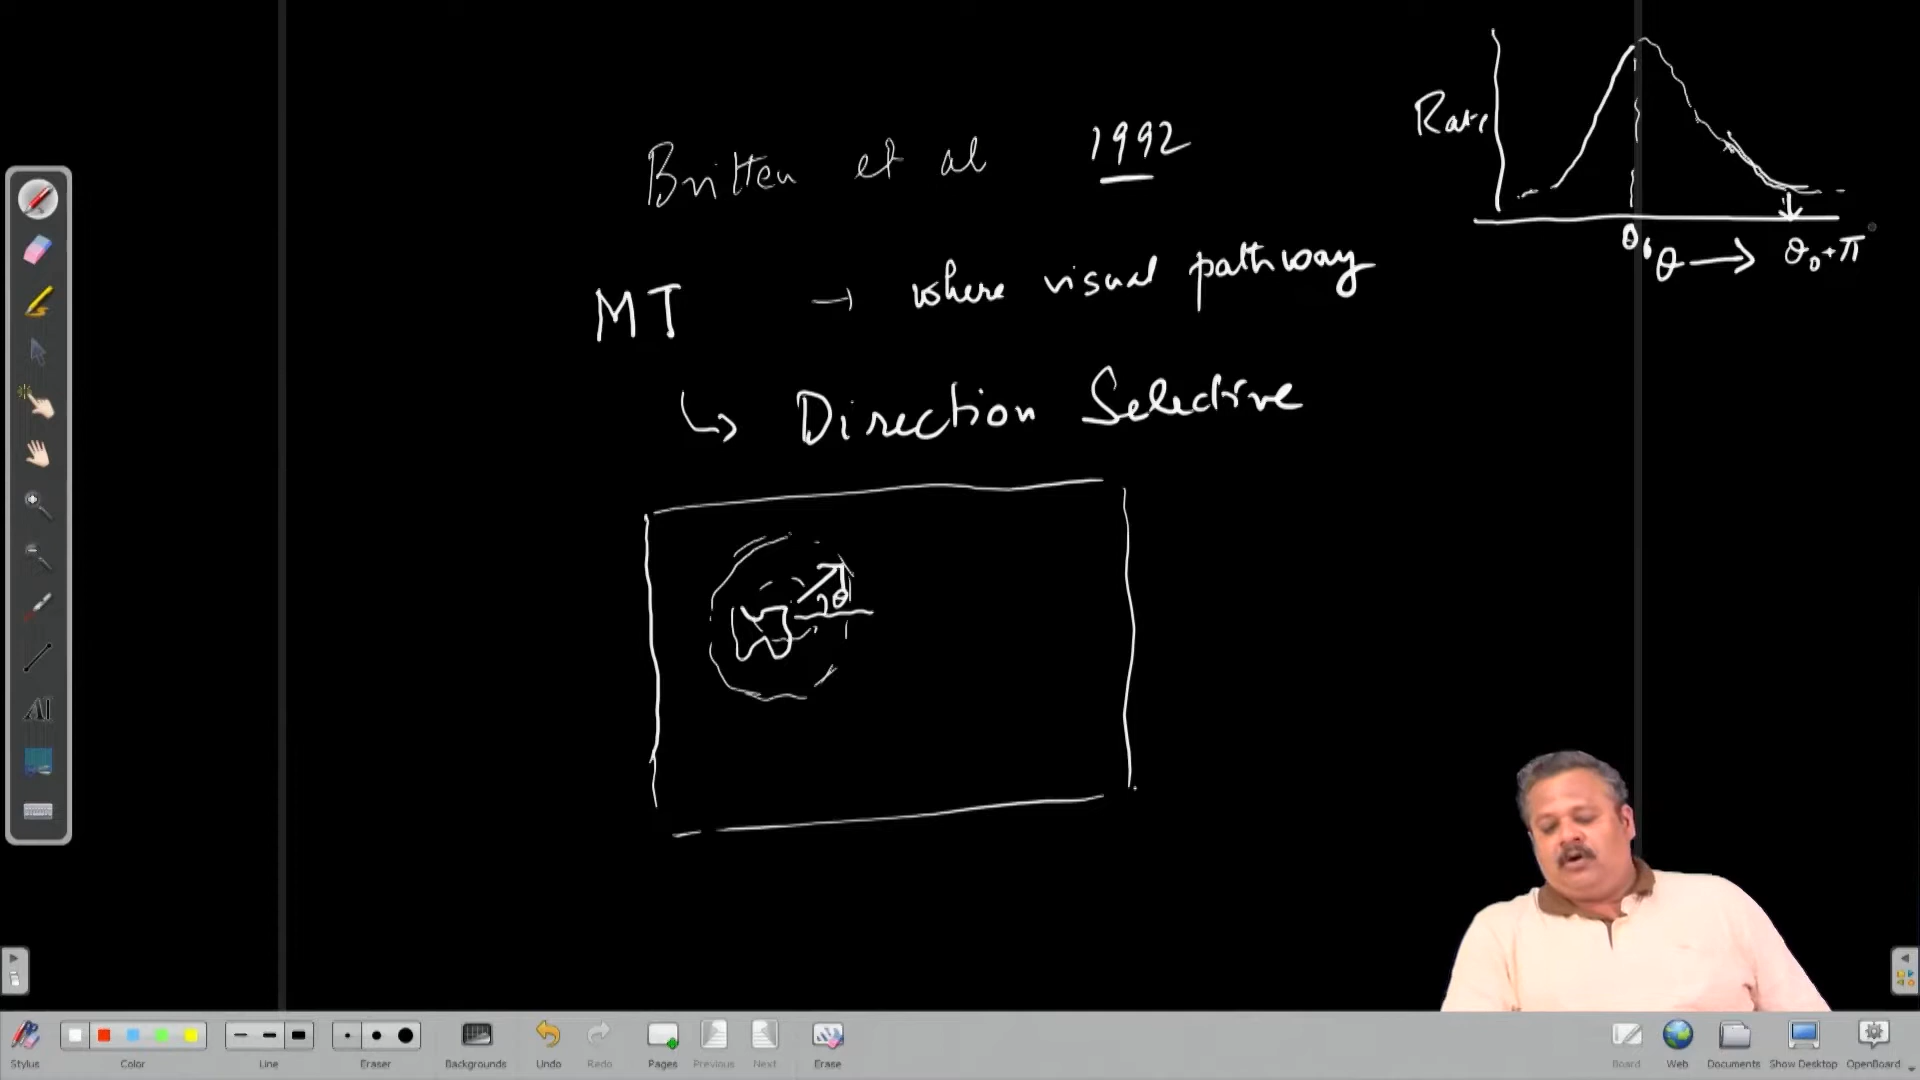 Britten et al 1992
MT → where visual pathway
↳ Direction Selective
θ
Rate
θ₀
θ → θ₀+π
Stylus
Color
Line
Eraser
Backgrounds
Undo
Redo
Pages
Previous
Next
Erase
Board
Web
Documents
Show Desktop
OpenBoard